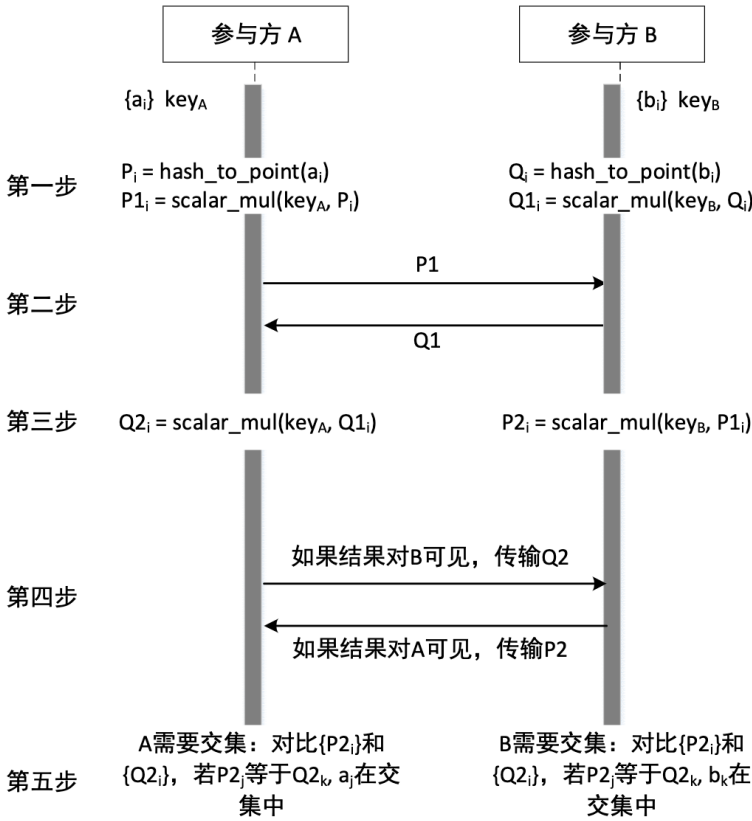 参与方 A 参与方 B
{aᵢ} key_A {bᵢ} key_B
第一步
Pᵢ = hash_to_point(aᵢ)
P1ᵢ = scalar_mul(key_A, Pᵢ)
Qᵢ = hash_to_point(bᵢ)
Q1ᵢ = scalar_mul(key_B, Qᵢ)
第二步
P1
Q1
第三步
Q2ᵢ = scalar_mul(key_A, Q1ᵢ)
P2ᵢ = scalar_mul(key_B, P1ᵢ)
第四步
如果结果对B可见，传输Q2
如果结果对A可见，传输P2
第五步
A需要交集：对比{P2ᵢ}和
{Q2ᵢ}，若P2ⱼ等于Q2ₖ, aⱼ在交
集中
B需要交集：对比{P2ᵢ}和
{Q2ᵢ}，若P2ⱼ等于Q2ₖ, bₖ在
交集中